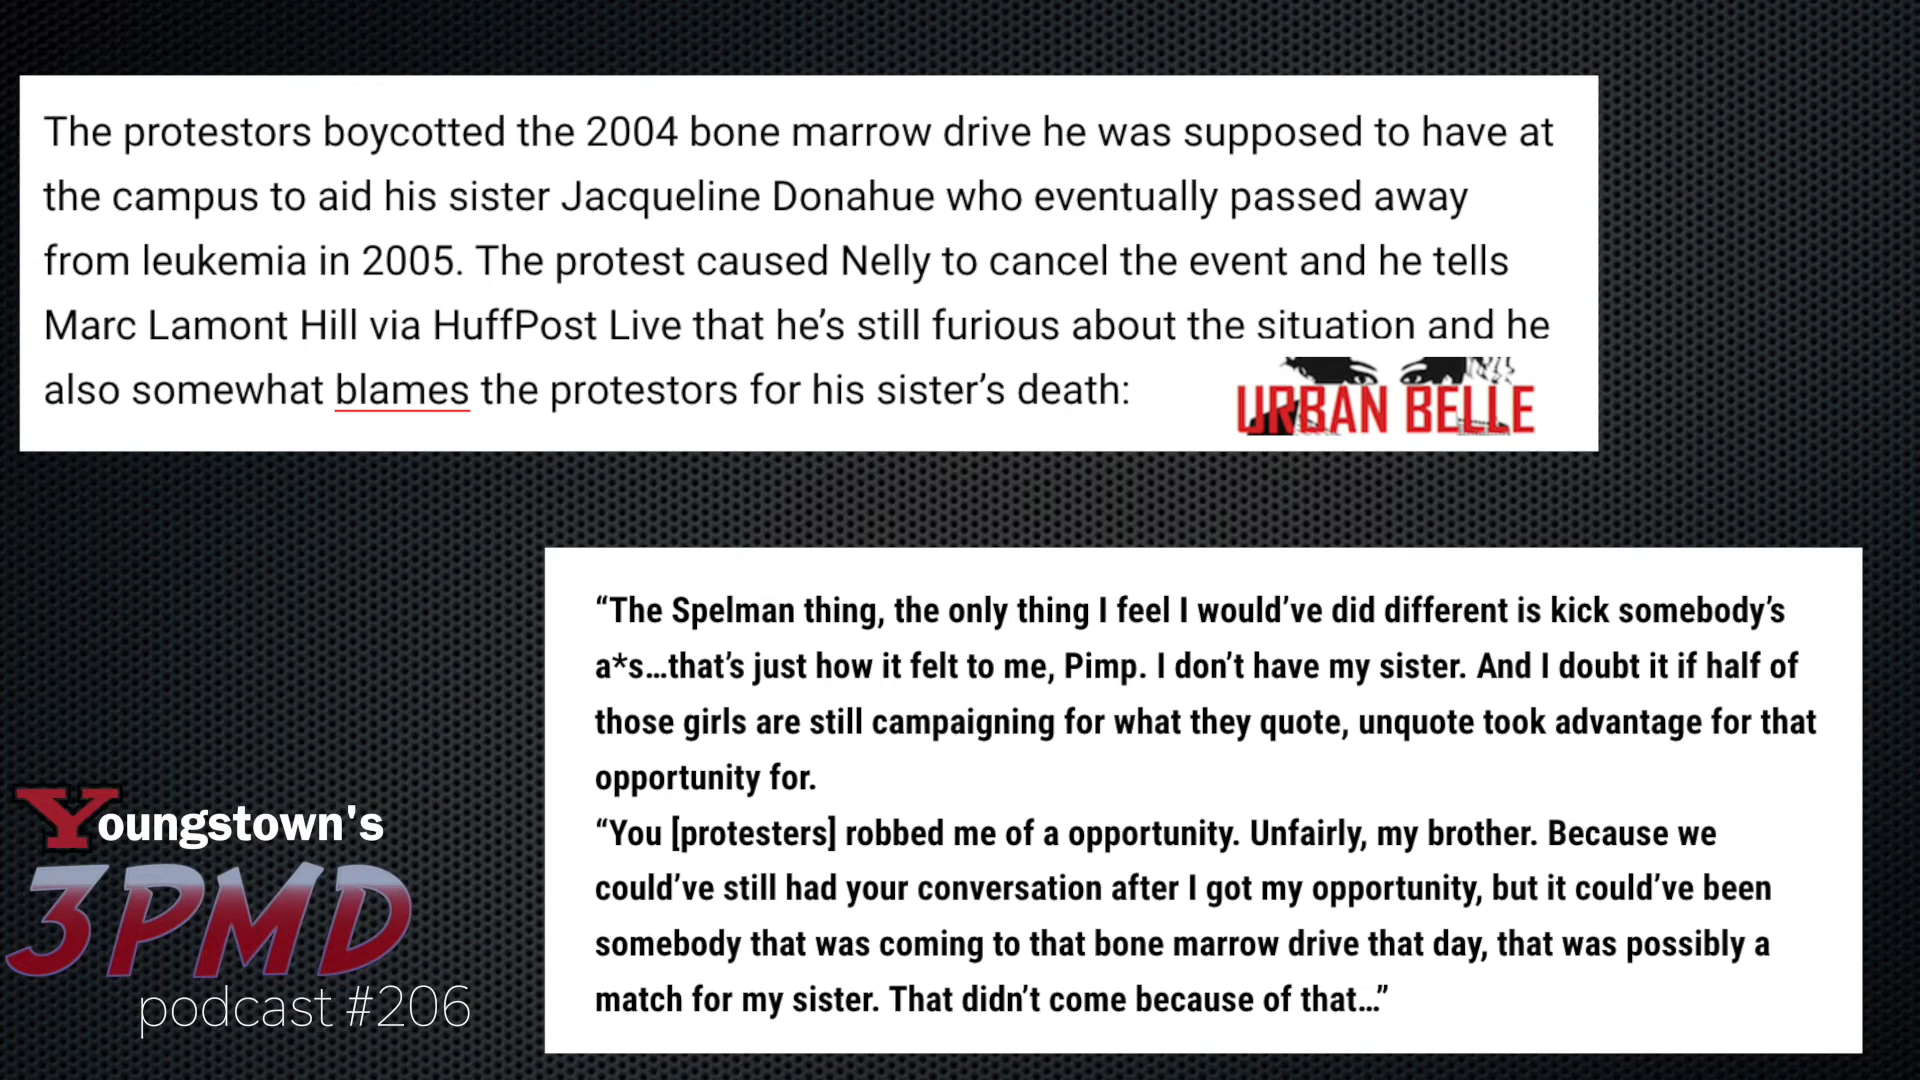 The protestors boycotted the 2004 bone marrow drive he was supposed to have at
the campus to aid his sister Jacqueline Donahue who eventually passed away
from leukemia in 2005. The protest caused Nelly to cancel the event and he tells
Marc Lamont Hill via HuffPost Live that he’s still furious about the situation and he
also somewhat blames the protestors for his sister’s death:
URBAN BELLE
“The Spelman thing, the only thing I feel I would’ve did different is kick somebody’s
a*s…that’s just how it felt to me, Pimp. I don’t have my sister. And I doubt it if half of
those girls are still campaigning for what they quote, unquote took advantage for that
opportunity for.
“You [protesters] robbed me of a opportunity. Unfairly, my brother. Because we
could’ve still had your conversation after I got my opportunity, but it could’ve been
somebody that was coming to that bone marrow drive that day, that was possibly a
match for my sister. That didn’t come because of that…”
Youngstown's
3PMD
podcast #206